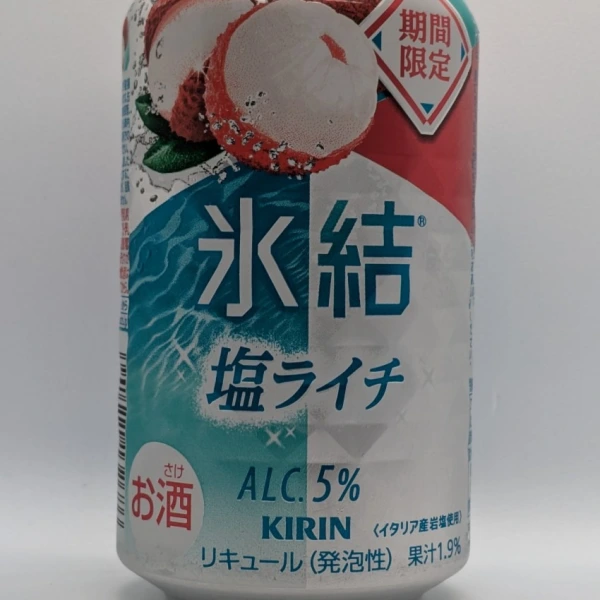 期間
限定
氷結®
塩ライチ
さけ
お酒
ALC.5%
KIRIN
〈イタリア産岩塩使用〉
リキュール(発泡性) 果汁1.9%